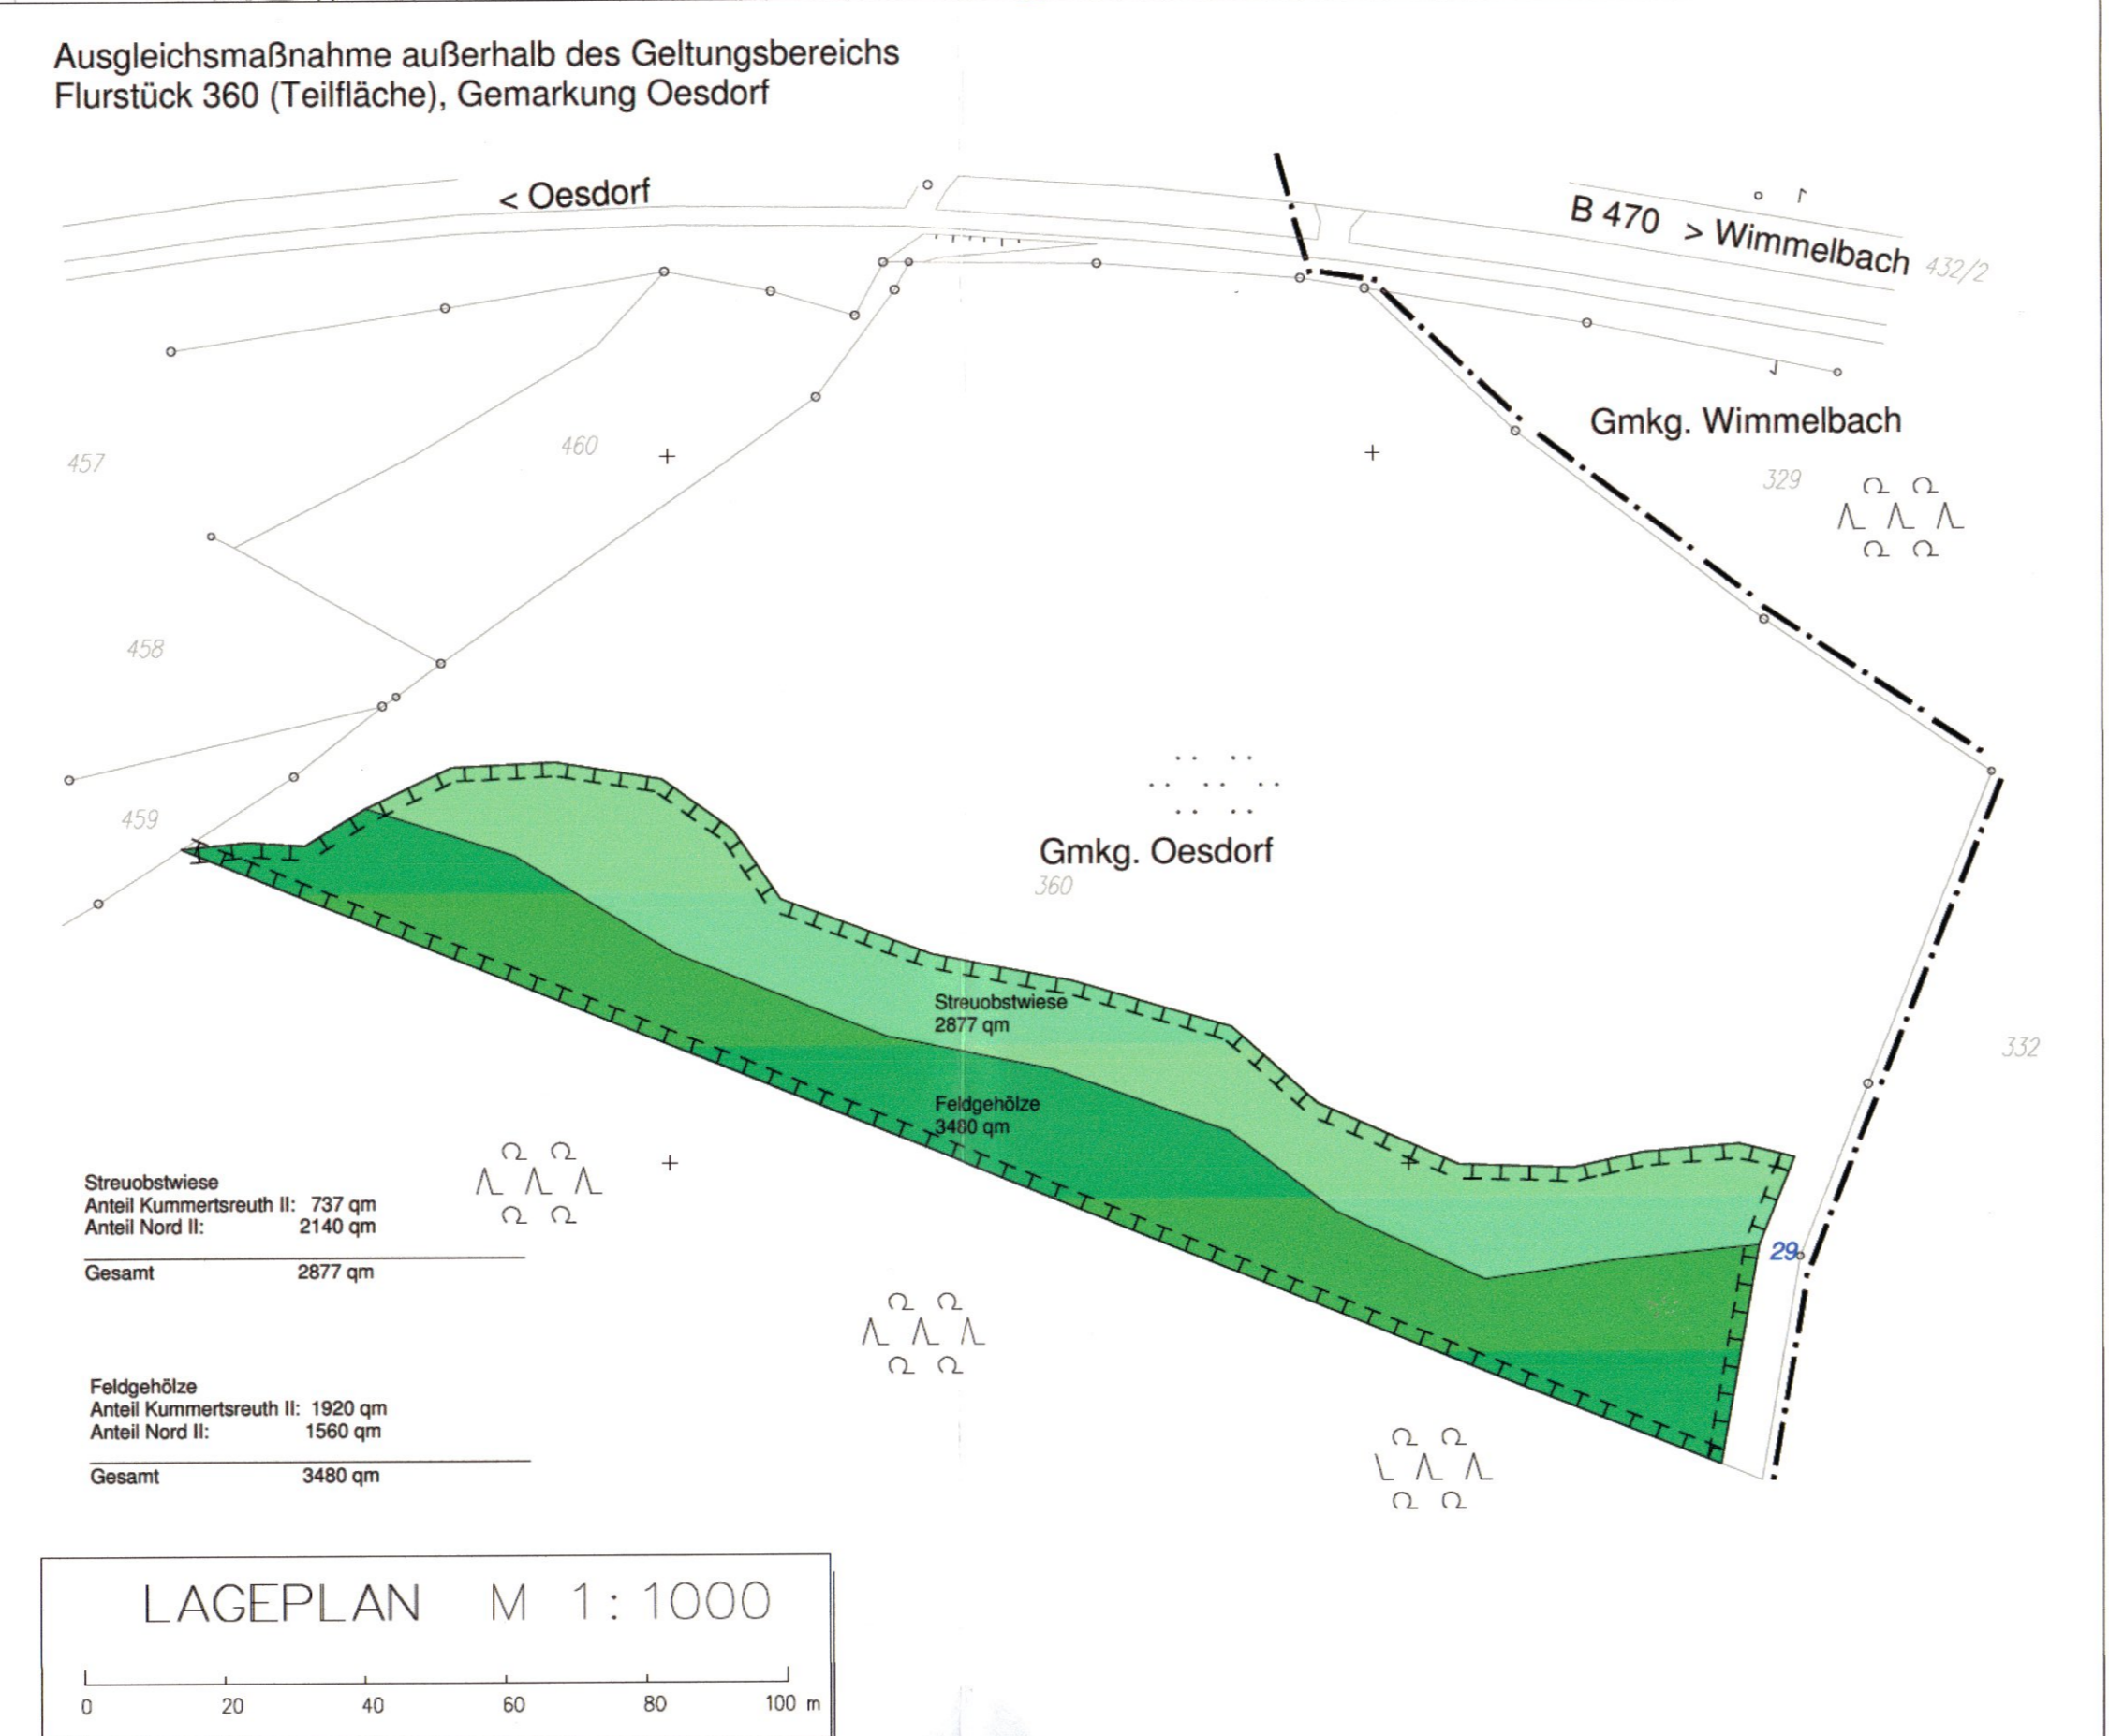 Ausgleichsmaßnahme außerhalb des Geltungsbereichs
Flurstück 360 (Teilfläche), Gemarkung Oesdorf
< Oesdorf
B 470 > Wimmelbach
432/2
Gmkg. Wimmelbach
457
460
329
458
459
Gmkg. Oesdorf
360
Streuobstwiese
2877 qm
332
Feldgehölze
3480 qm
29
Streuobstwiese
Anteil Kummertsreuth II: 737 qm
Anteil Nord II: 2140 qm
Gesamt 2877 qm
Feldgehölze
Anteil Kummertsreuth II: 1920 qm
Anteil Nord II: 1560 qm
Gesamt 3480 qm
LAGEPLAN M 1:1000
0 20 40 60 80 100 m